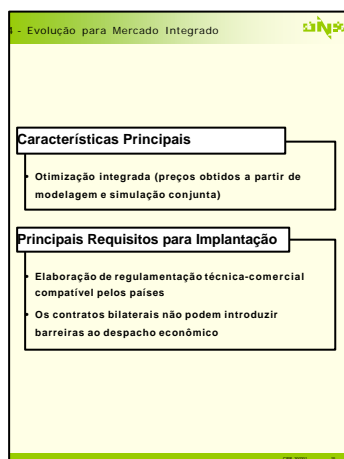 - Evolução para Mercado Integrado
Características Principais
• Otimização integrada (preços obtidos a partir de
modelagem e simulação conjunta)
Principais Requisitos para Implantação
• Elaboração de regulamentação técnica-comercial
compatível pelos países
• Os contratos bilaterais não podem introduzir
barreiras ao despacho econômico